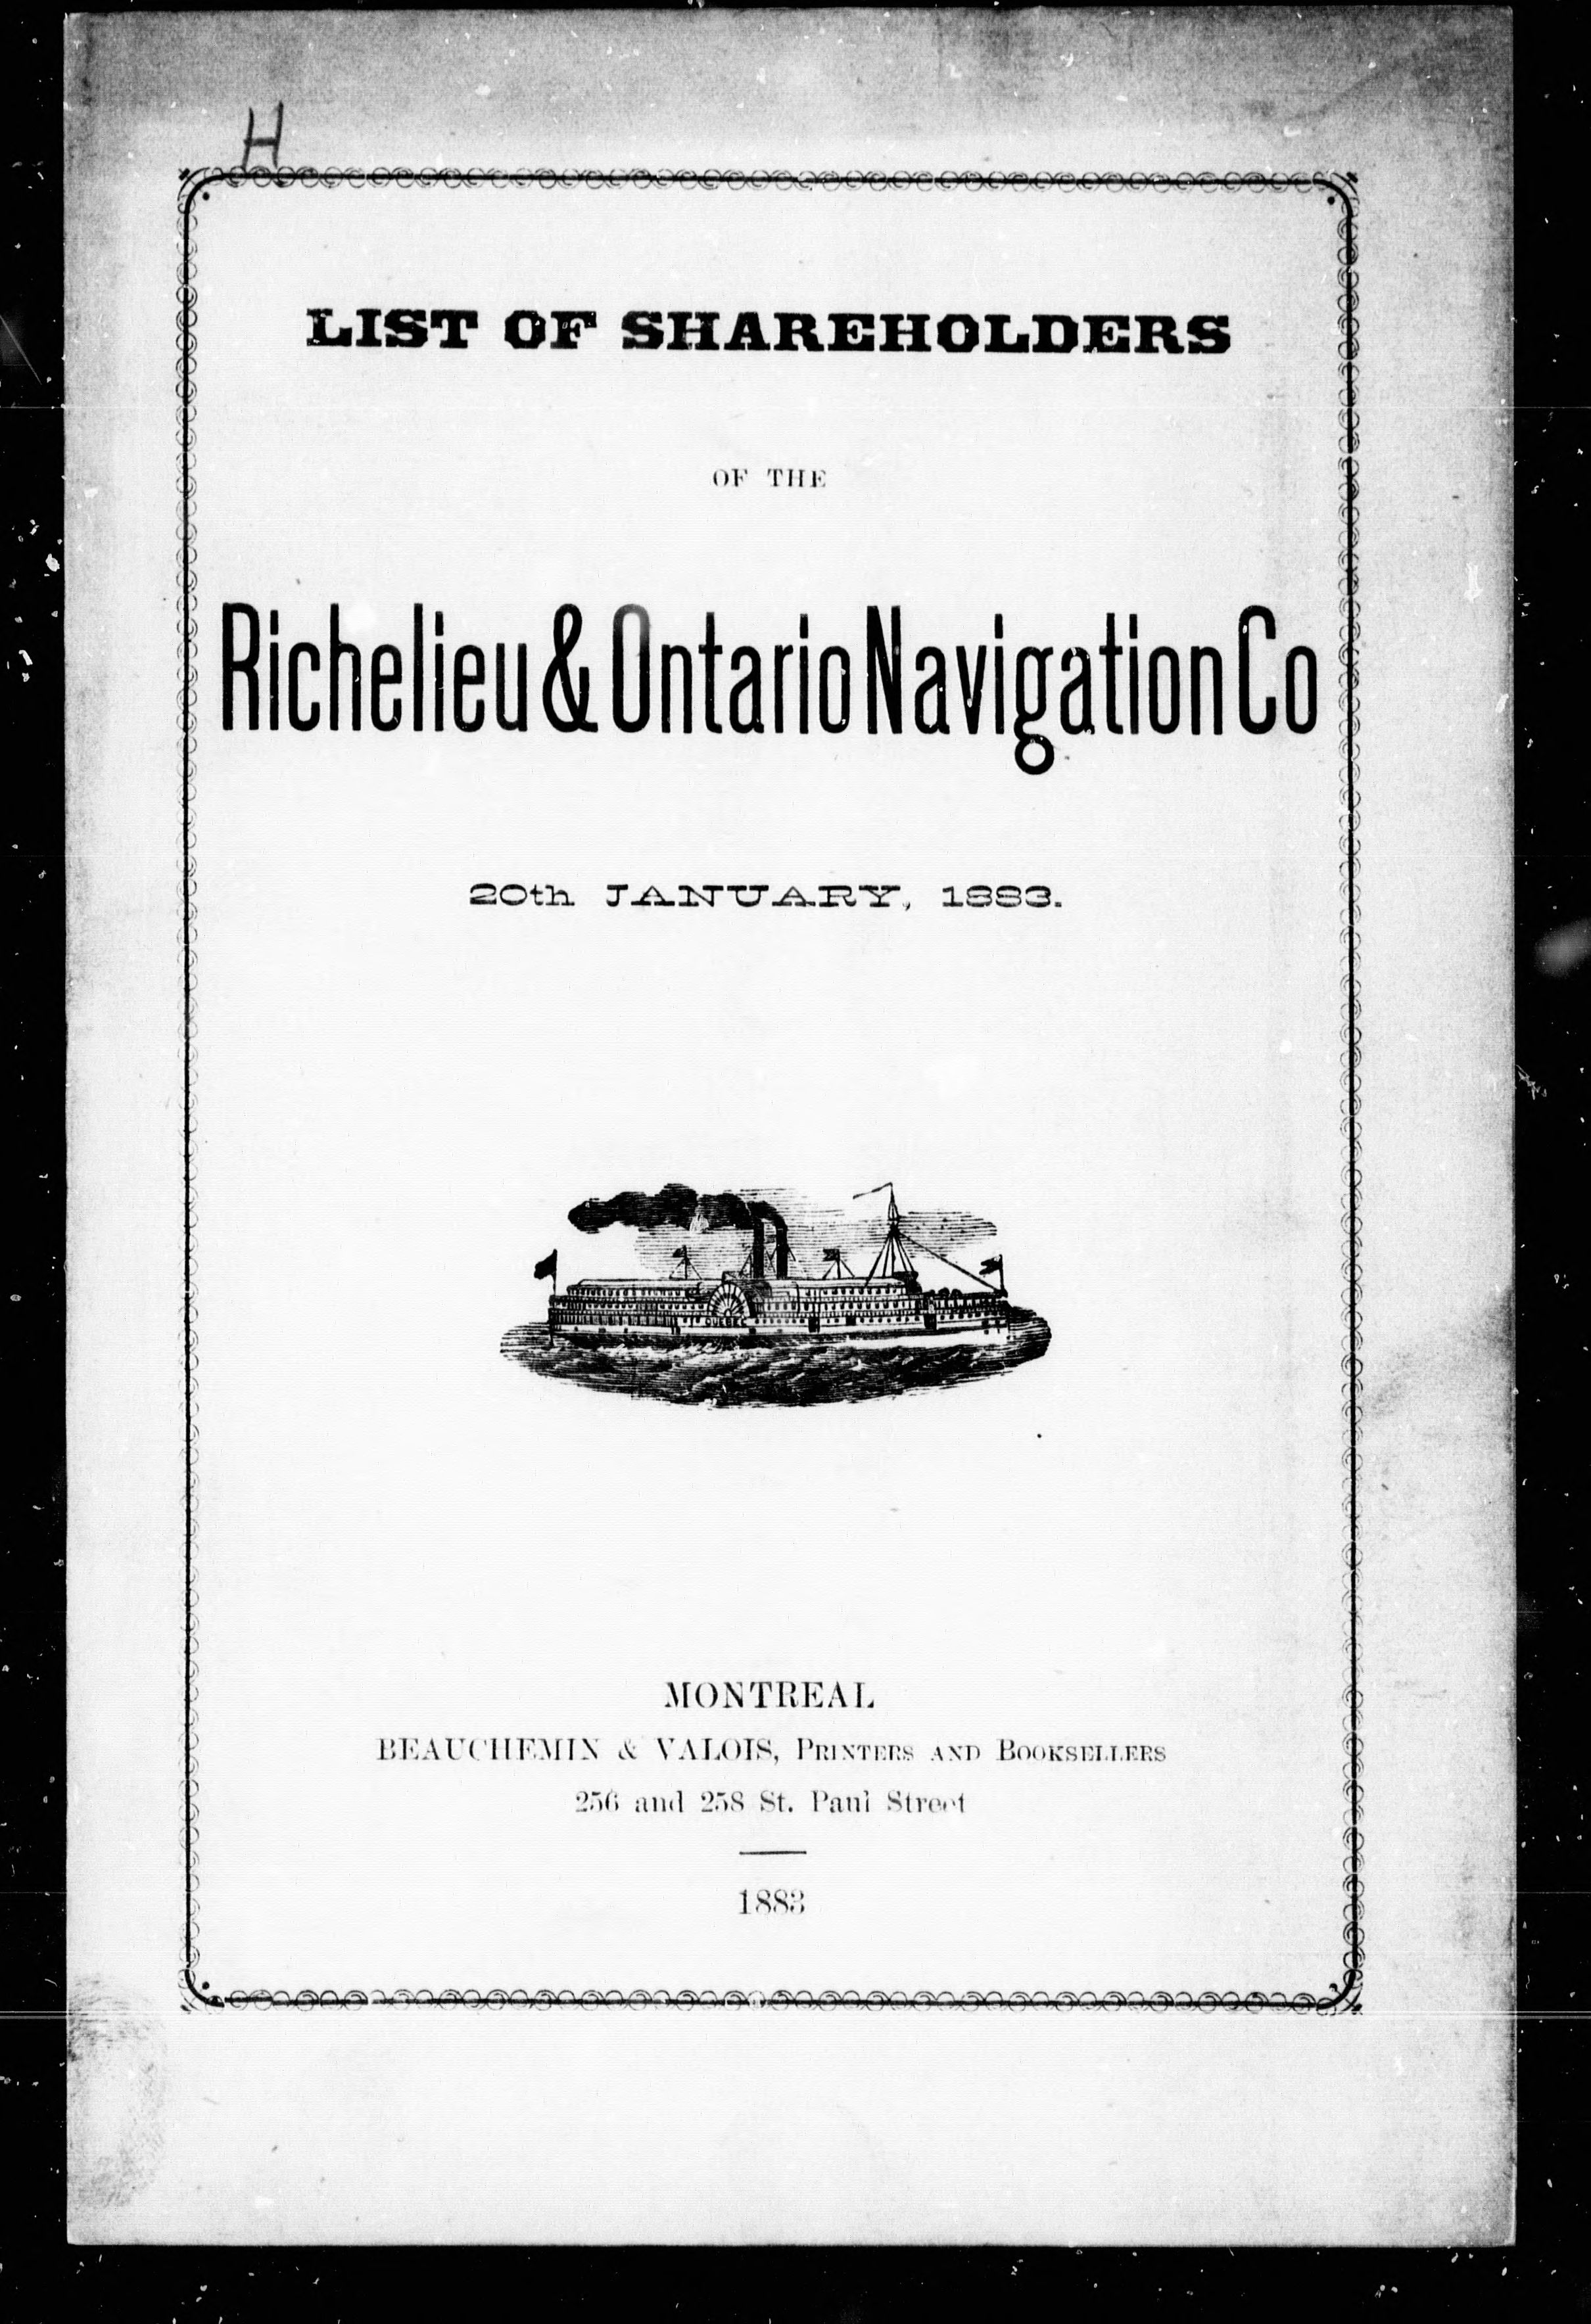 H
LIST OF SHAREHOLDERS
OF THE
Richelieu & Ontario Navigation Co
20th JANUARY, 1883.
QUEBEC
MONTREAL
BEAUCHEMIN & VALOIS, PRINTERS AND BOOKSELLERS
256 and 258 St. Paul Street
1883